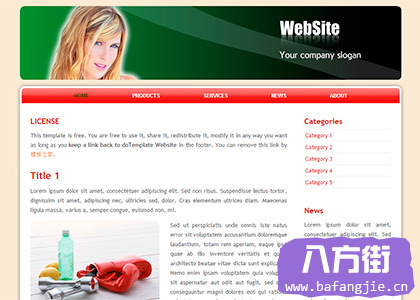 WebSite
Your company slogan
HOME PRODUCTS SERVICES NEWS ABOUT
LICENSE
This template is free. You are free to use it, share it, redistribute it, modify it in any way you want
as long as you keep a link back to doTemplate Website in the footer. You can remove this link by
模板之家.
Title 1
Lorem ipsum dolor sit amet, consectetuer adipiscing elit. Sed non risus. Suspendisse lectus tortor,
dignissim sit amet, adipiscing nec, ultricies sed, dolor. Cras elementum ultrices diam. Maecenas
ligula massa, varius a, semper congue, euismod non, mi.
Sed ut perspiciatis unde omnis iste natus
error sit voluptatem accusantium doloremque
laudantium, totam rem aperiam, eaque ipsa
quae ab illo inventore veritatis et quasi
architecto beatae vitae dicta sunt explicabo.
Nemo enim ipsam voluptatem quia voluptas
sit aspernatur aut odit aut fugit, sed quia
consequuntur magni dolores
Categories
Category 1
Category 2
Category 3
Category 4
Category 5
News
Lorem ipsum dolor sit amet,
八方街
www.bafangjie.cn